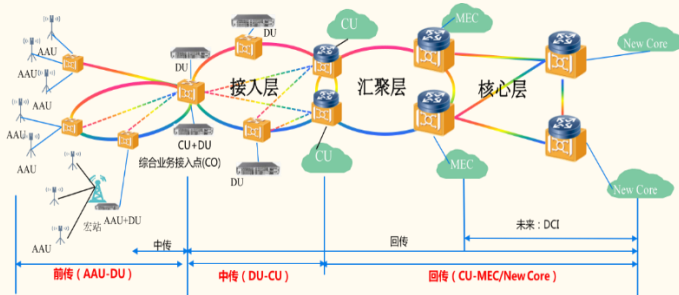 CU
MEC
New Core
DU
DU
AAU
AAU
AAU
AAU
接入层
汇聚层
核心层
CU+DU
综合业务接入点(CO)
DU
CU
MEC
New Core
AAU
宏站
AAU+DU
AAU
未来：DCI
中传
回传
前传（AAU-DU）
中传（DU-CU）
回传（CU-MEC/New Core）